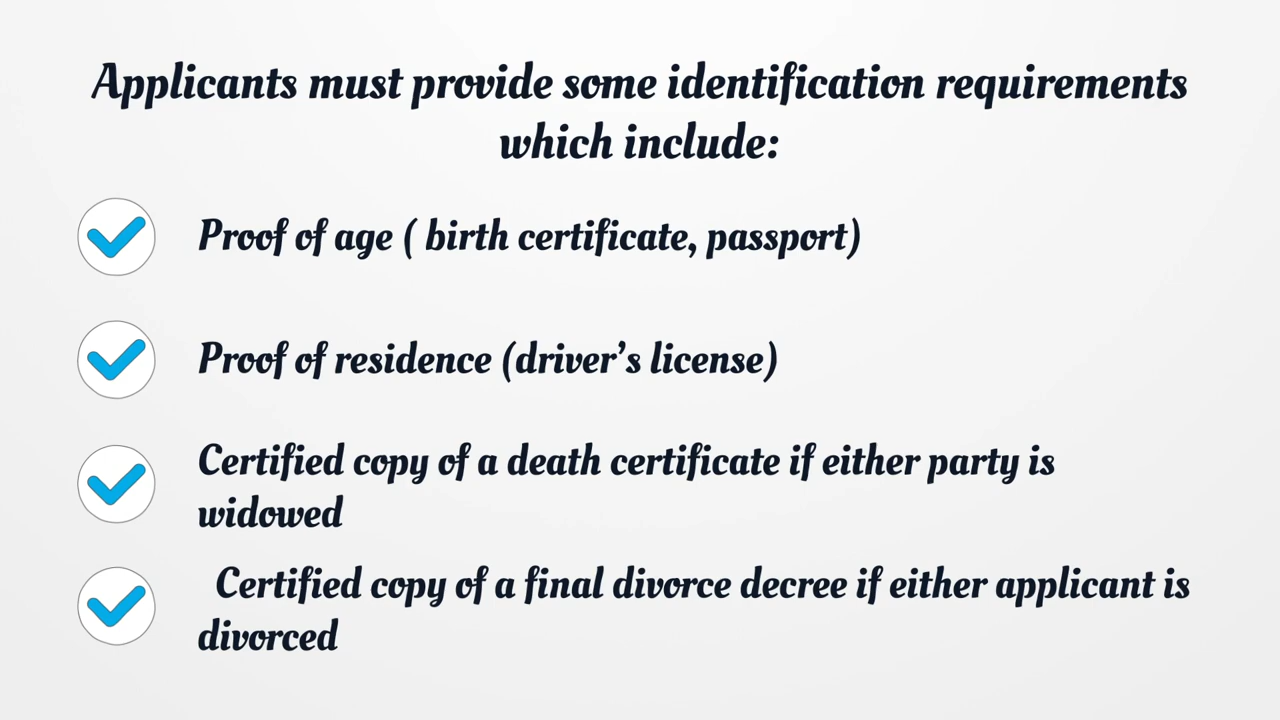 Applicants must provide some identification requirements
which include:
Proof of age ( birth certificate, passport)
Proof of residence (driver’s license)
Certified copy of a death certificate if either party is
widowed
Certified copy of a final divorce decree if either applicant is
divorced